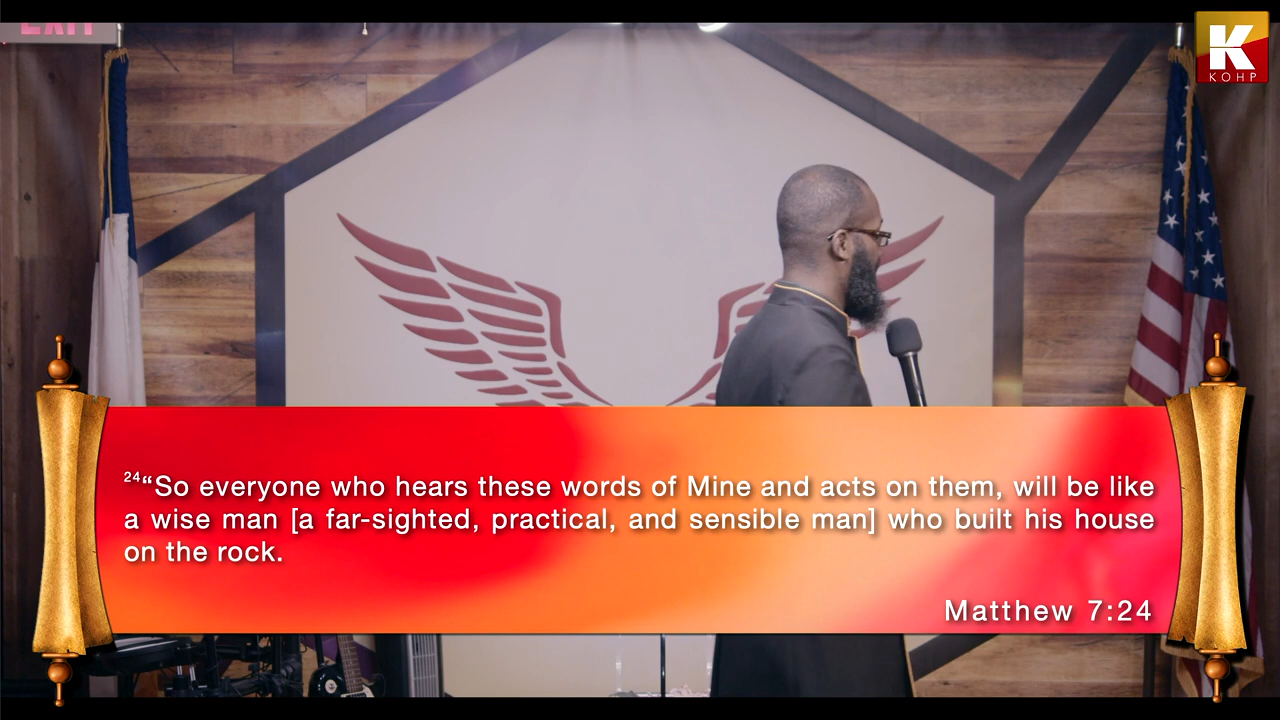 EXIT
K
KOHP
24“So everyone who hears these words of Mine and acts on them, will be like
a wise man [a far-sighted, practical, and sensible man] who built his house
on the rock.
Matthew 7:24